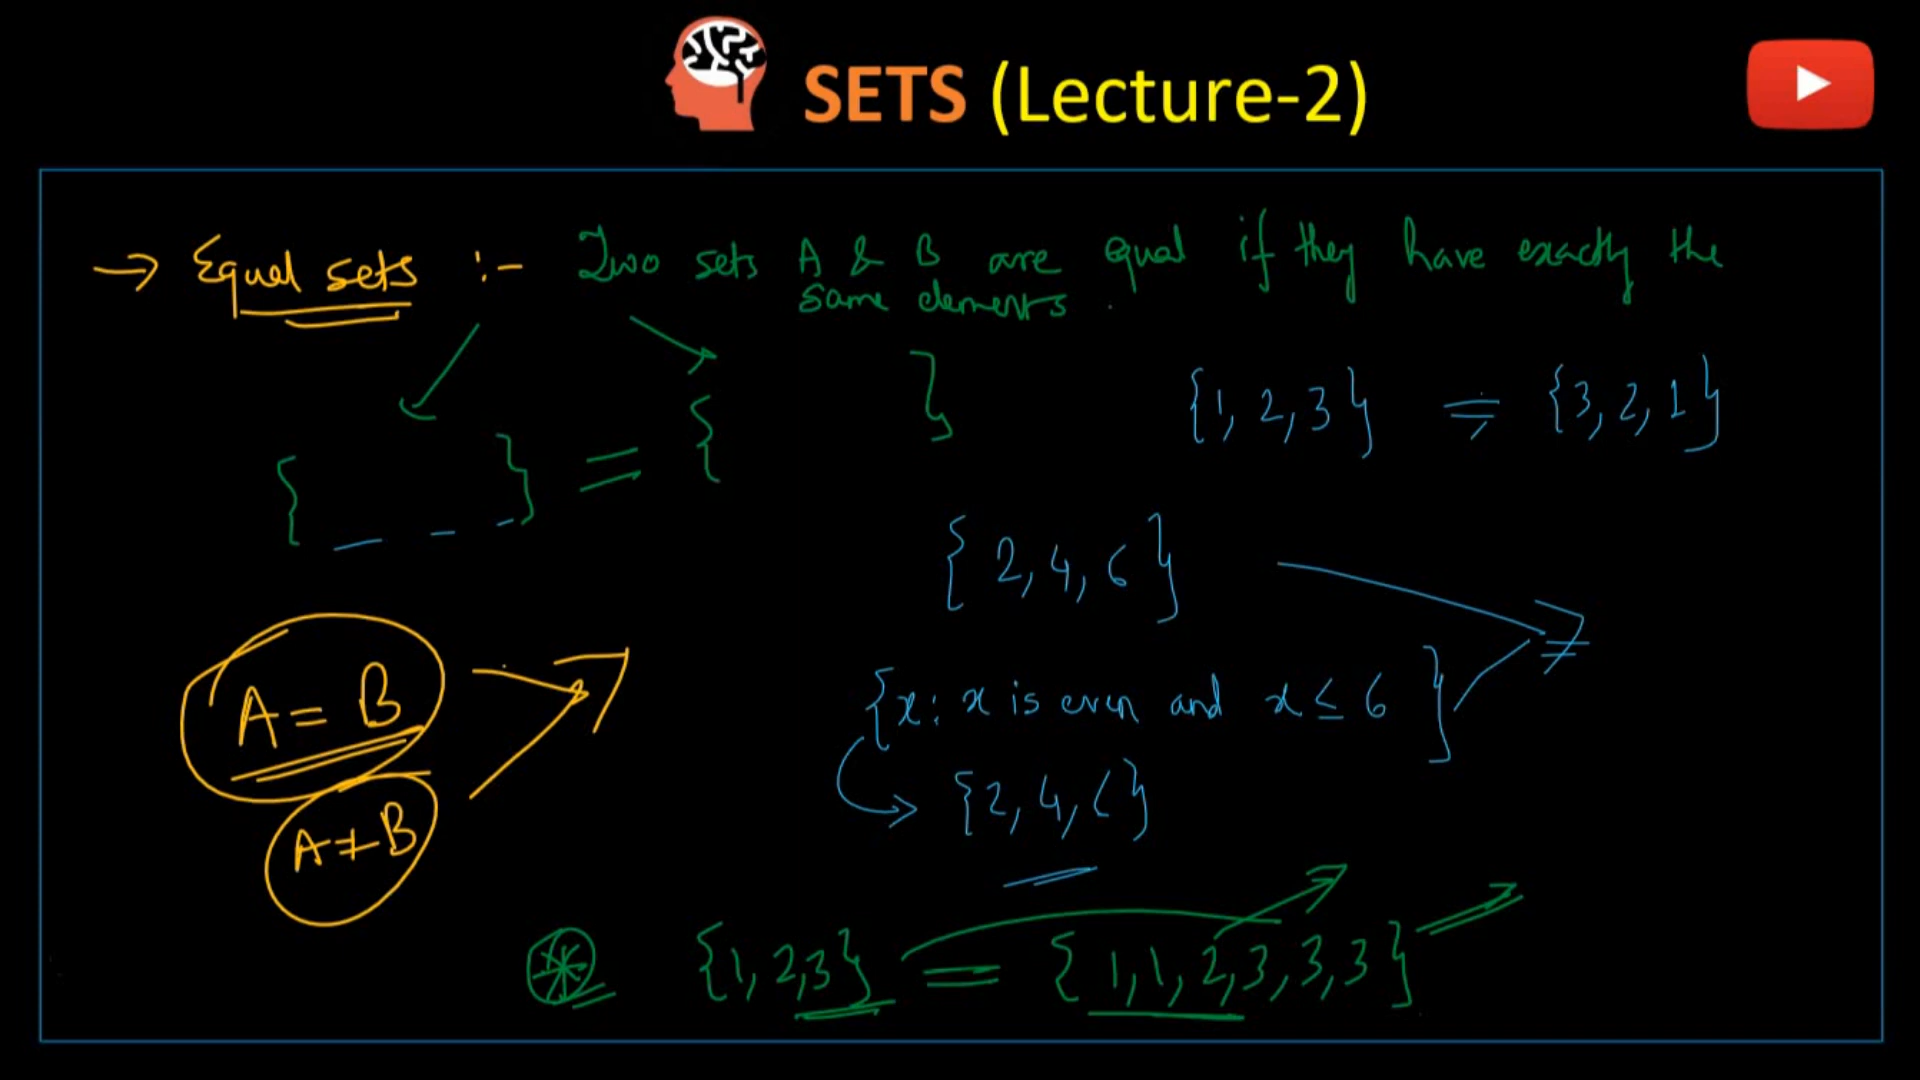 SETS (Lecture-2)
→ Equal sets :- Two sets A & B are equal if they have exactly the
same elements.
{ } = { }
{1, 2, 3} = {3, 2, 1}
{2, 4, 6}
=
A = B
{x : x is even and x ≤ 6}
{2, 4, 6}
A ≠ B
{1, 2, 3} = {1, 1, 2, 3, 3, 3}